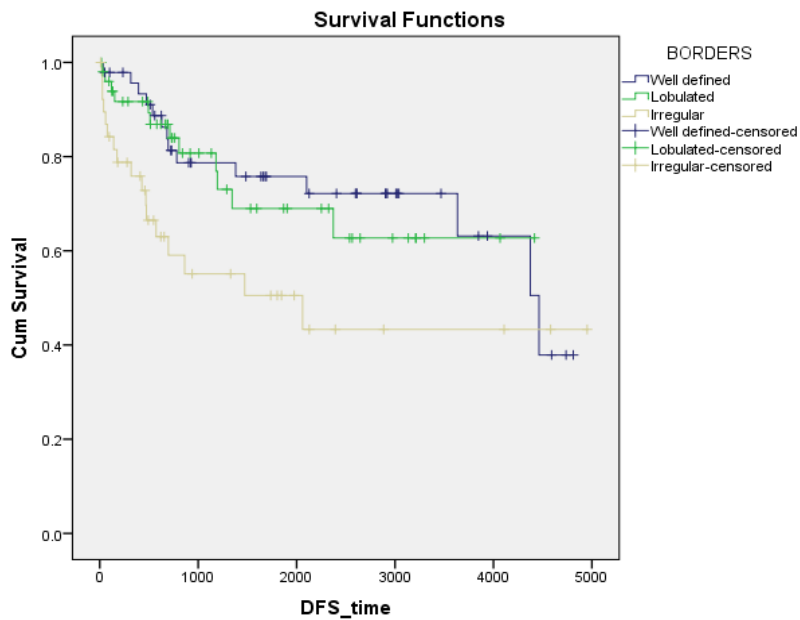 Survival Functions
BORDERS
Well defined
Lobulated
Irregular
Well defined-censored
Lobulated-censored
Irregular-censored
Cum Survival
1.0
0.8
0.6
0.4
0.2
0.0
0 1000 2000 3000 4000 5000
DFS_time